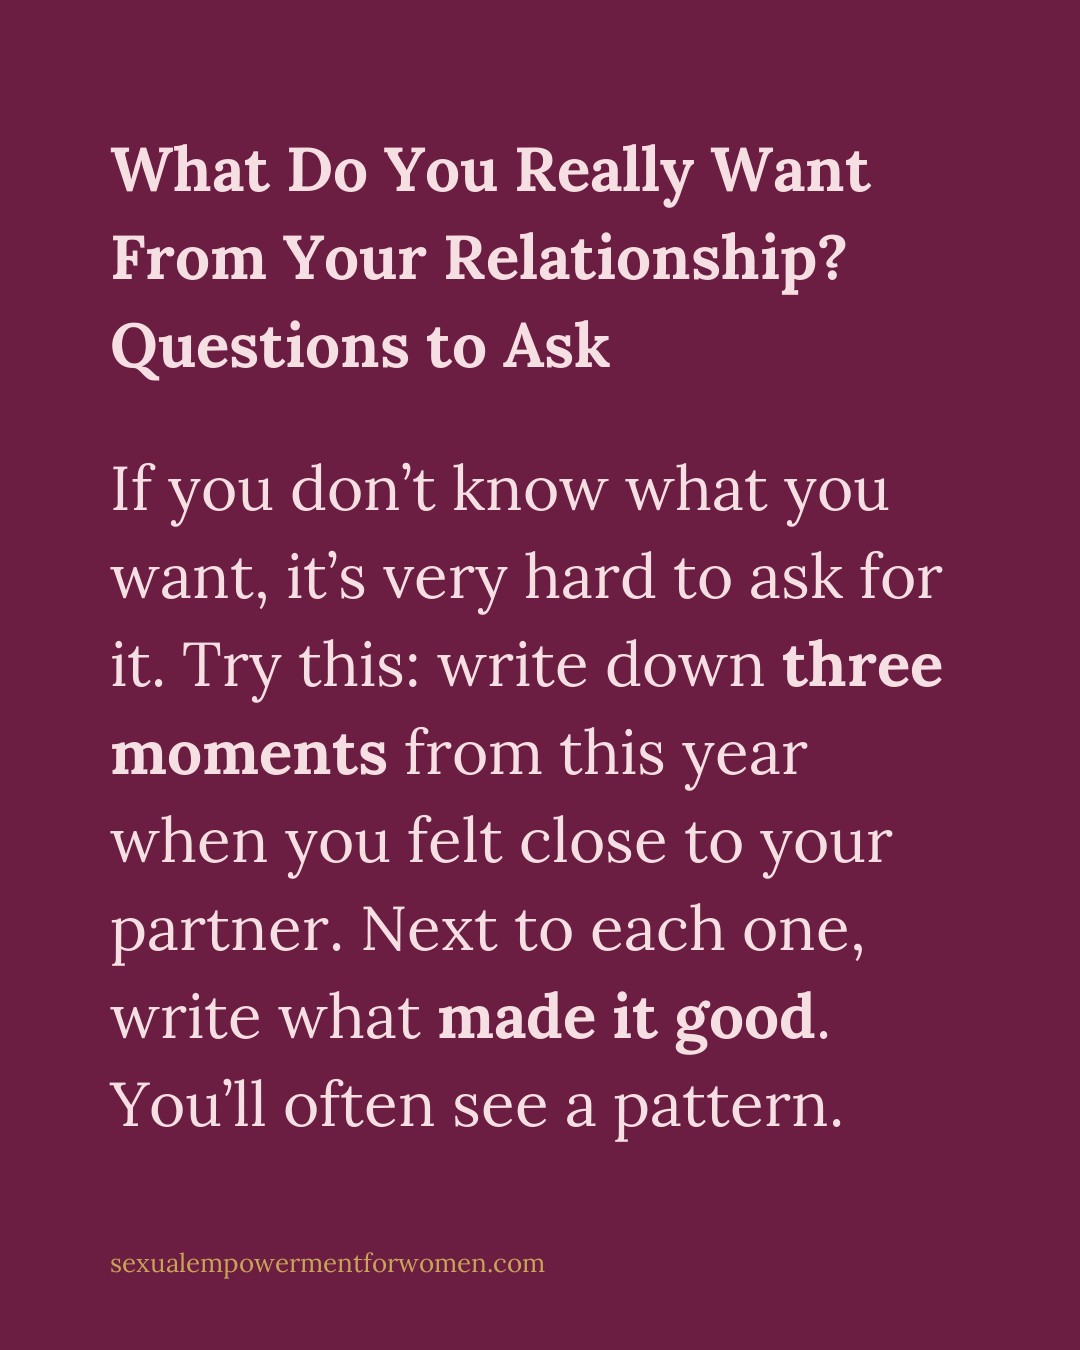 What Do You Really Want
From Your Relationship?
Questions to Ask
If you don’t know what you
want, it’s very hard to ask for
it. Try this: write down three
moments from this year
when you felt close to your
partner. Next to each one,
write what made it good.
You’ll often see a pattern.
sexualempowermentforwomen.com